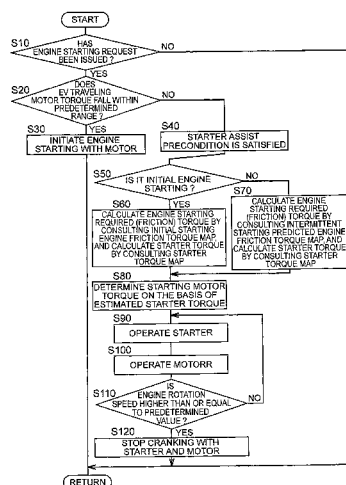 START
S10
HAS
ENGINE STARTING REQUEST
BEEN ISSUED ?
NO
YES
S20
DOES
EV TRAVELING
MOTOR TORQUE FALL WITHIN
PREDETERMINED
RANGE ?
NO
YES
S30
INITIATE ENGINE
STARTING WITH MOTOR
S40
STARTER ASSIST
PRECONDITION IS SATISFIED
S50
IS IT INITIAL ENGINE
STARTING ?
NO
YES
S60
CALCULATE ENGINE STARTING
REQUIRED (FRICTION) TORQUE BY
CONSULTING INITIAL STARTING
ENGINE FRICTION TORQUE MAP,
AND CALCULATE STARTER TORQUE
BY CONSULTING STARTER
TORQUE MAP
S70
CALCULATE ENGINE
STARTING REQUIRED
(FRICTION) TORQUE BY
CONSULTING INTERMITTENT
STARTING PREDICTED ENGINE
FRICTION TORQUE MAP, AND
CALCULATE STARTER TORQUE
BY CONSULTING STARTER
TORQUE MAP
S80
DETERMINE STARTING MOTOR
TORQUE ON THE BASIS OF
ESTIMATED STARTER TORQUE
S90
OPERATE STARTER
S100
OPERATE MOTORR
S110
IS
ENGINE ROTATION
SPEED HIGHER THAN OR EQUAL
TO PREDETERMINED
VALUE ?
NO
YES
S120
STOP CRANKING WITH
STARTER AND MOTOR
RETURN